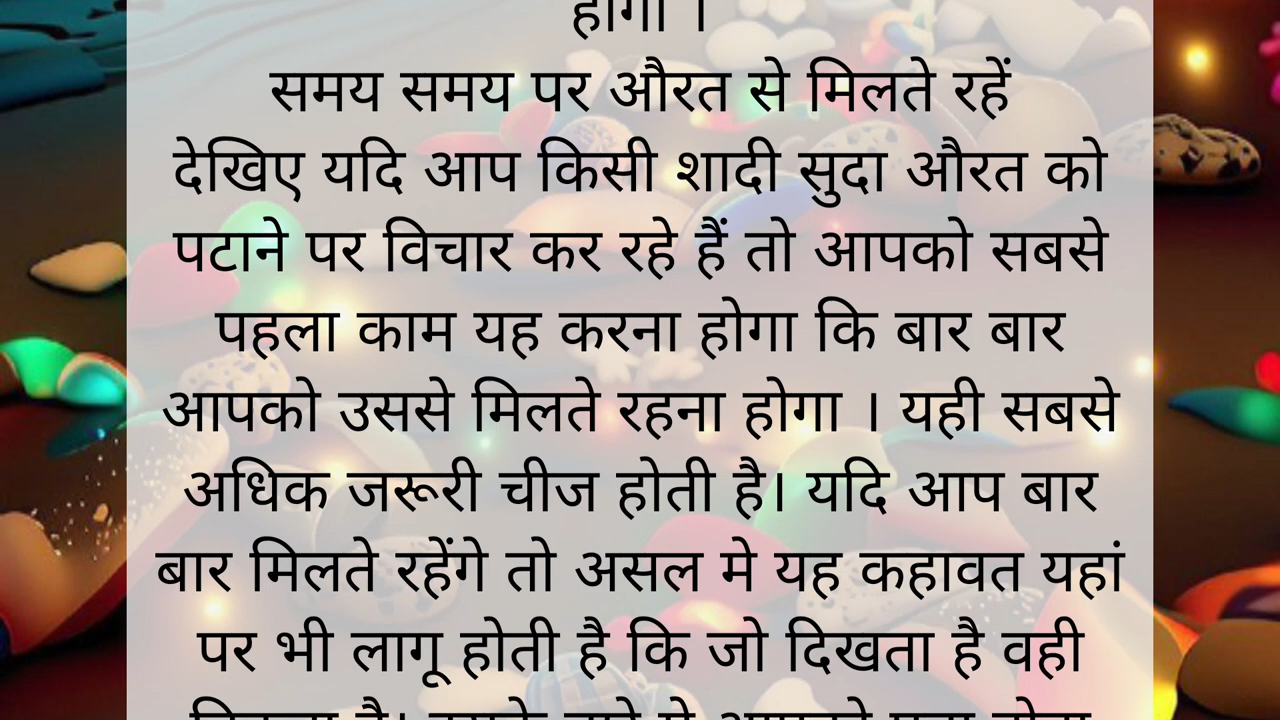 होगा ।
समय समय पर औरत से मिलते रहें
देखिए यदि आप किसी शादी सुदा औरत को
पटाने पर विचार कर रहे हैं तो आपको सबसे
पहला काम यह करना होगा कि बार बार
आपको उससे मिलते रहना होगा । यही सबसे
अधिक जरूरी चीज होती है। यदि आप बार
बार मिलते रहेंगे तो असल मे यह कहावत यहां
पर भी लागू होती है कि जो दिखता है वही